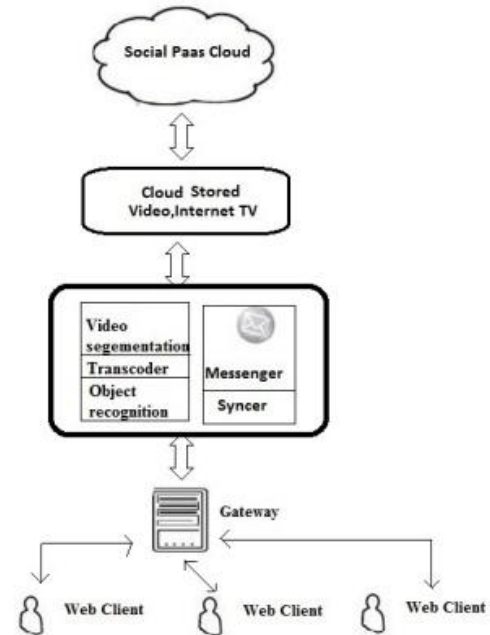 Social Paas Cloud
Cloud Stored
Video,Internet TV
Video
segementation
Transcoder
Object
recognition
Messenger
Syncer
Gateway
Web Client
Web Client
Web Client